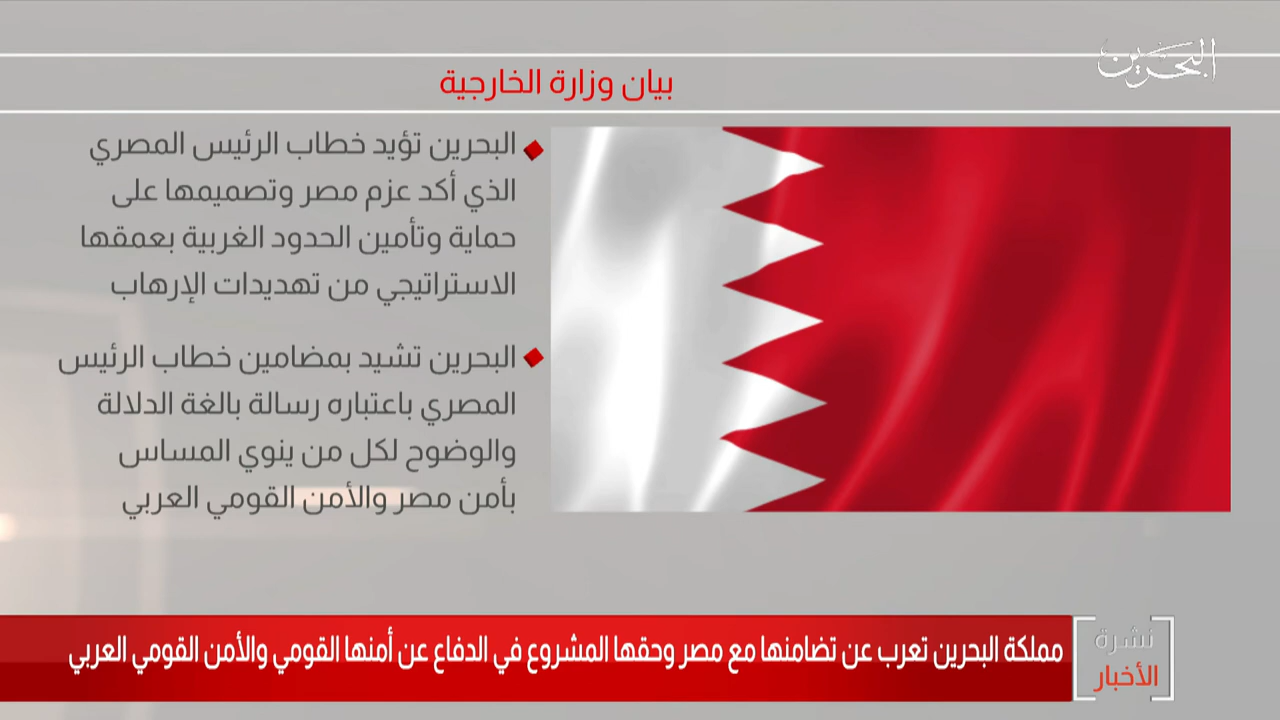 البحرين
بيان وزارة الخارجية
البحرين تؤيد خطاب الرئيس المصري
الذي أكد عزم مصر وتصميمها على
حماية وتأمين الحدود الغربية بعمقها
الاستراتيجي من تهديدات الإرهاب
البحرين تشيد بمضامين خطاب الرئيس
المصري باعتباره رسالة بالغة الدلالة
والوضوح لكل من ينوي المساس
بأمن مصر والأمن القومي العربي
نشرة
الأخبار
مملكة البحرين تعرب عن تضامنها مع مصر وحقها المشروع في الدفاع عن أمنها القومي والأمن القومي العربي